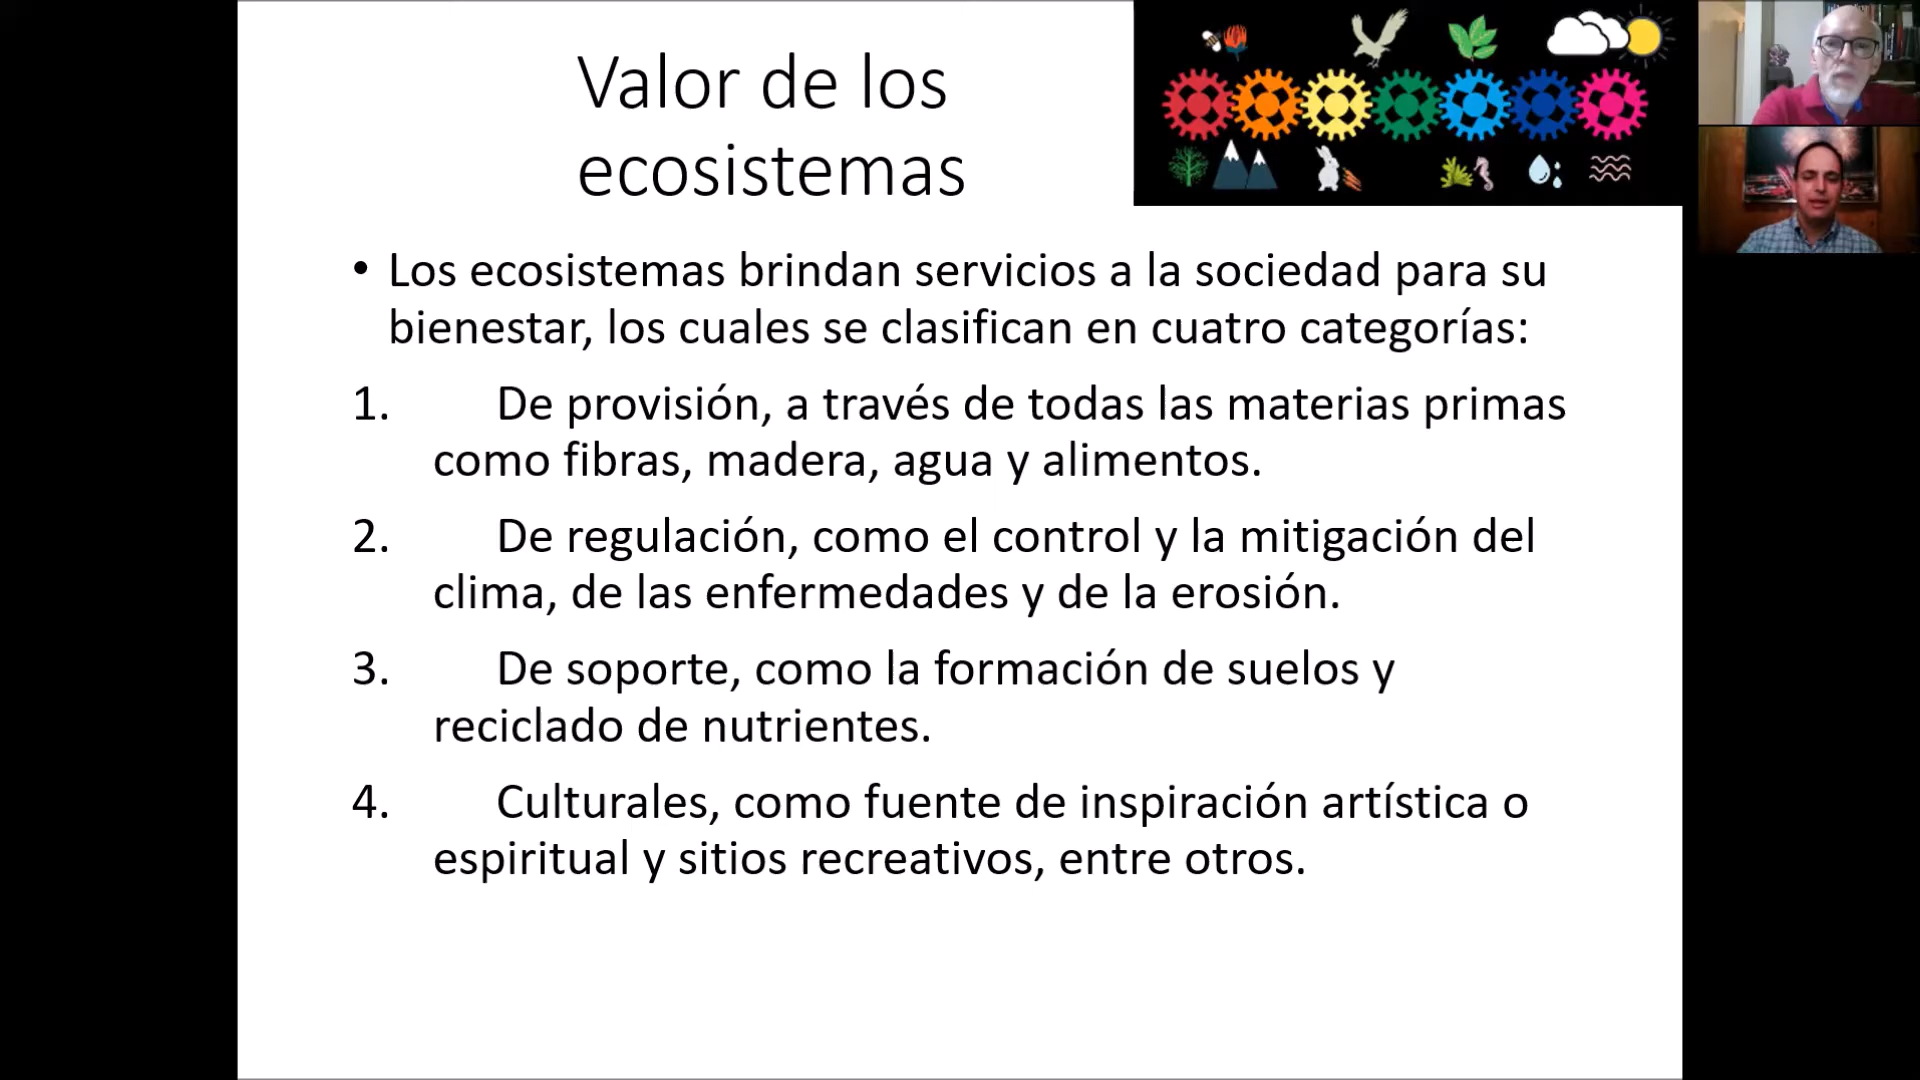 Valor de los
ecosistemas
• Los ecosistemas brindan servicios a la sociedad para su
bienestar, los cuales se clasifican en cuatro categorías:
1. De provisión, a través de todas las materias primas
como fibras, madera, agua y alimentos.
2. De regulación, como el control y la mitigación del
clima, de las enfermedades y de la erosión.
3. De soporte, como la formación de suelos y
reciclado de nutrientes.
4. Culturales, como fuente de inspiración artística o
espiritual y sitios recreativos, entre otros.